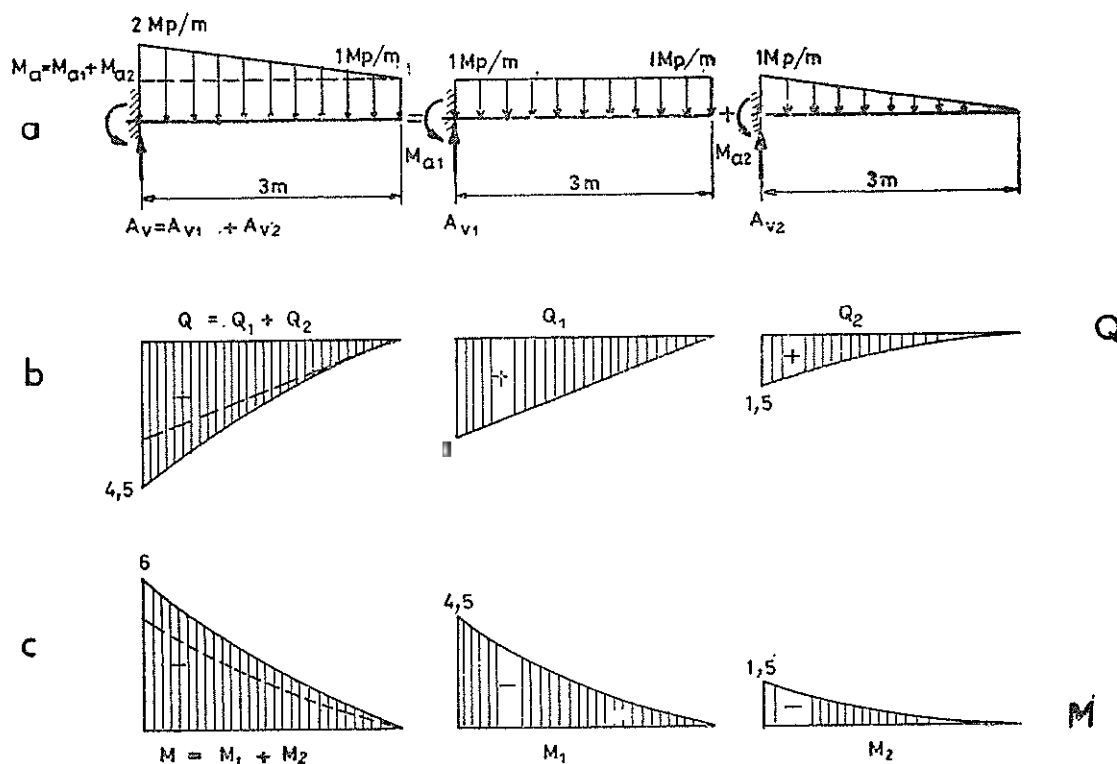 2 Mp/m
Ma=Ma1+Ma2
1Mp/m
1Mp/m
1Mp/m
1Mp/m
a
=
+
Ma1
Ma2
3m
3m
3m
Av=Av1 + Av2
Av1
Av2
Q = Q1 + Q2
Q1
Q2
Q
b
+
+
+
1,5
4,5
6
4,5
1,5
c
−
−
−
M
M = M1 + M2
M1
M2